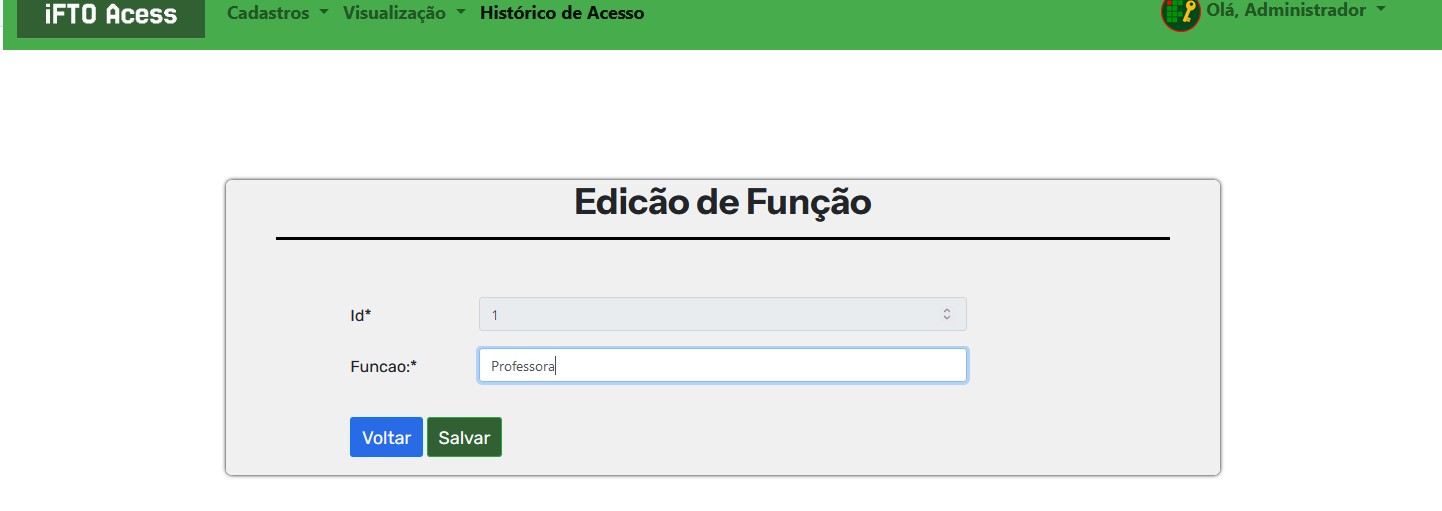 iFTO Acess Cadastros Visualização Histórico de Acesso Olá, Administrador
Edicão de Função
Id* 1
Funcao:* Professora
Voltar Salvar